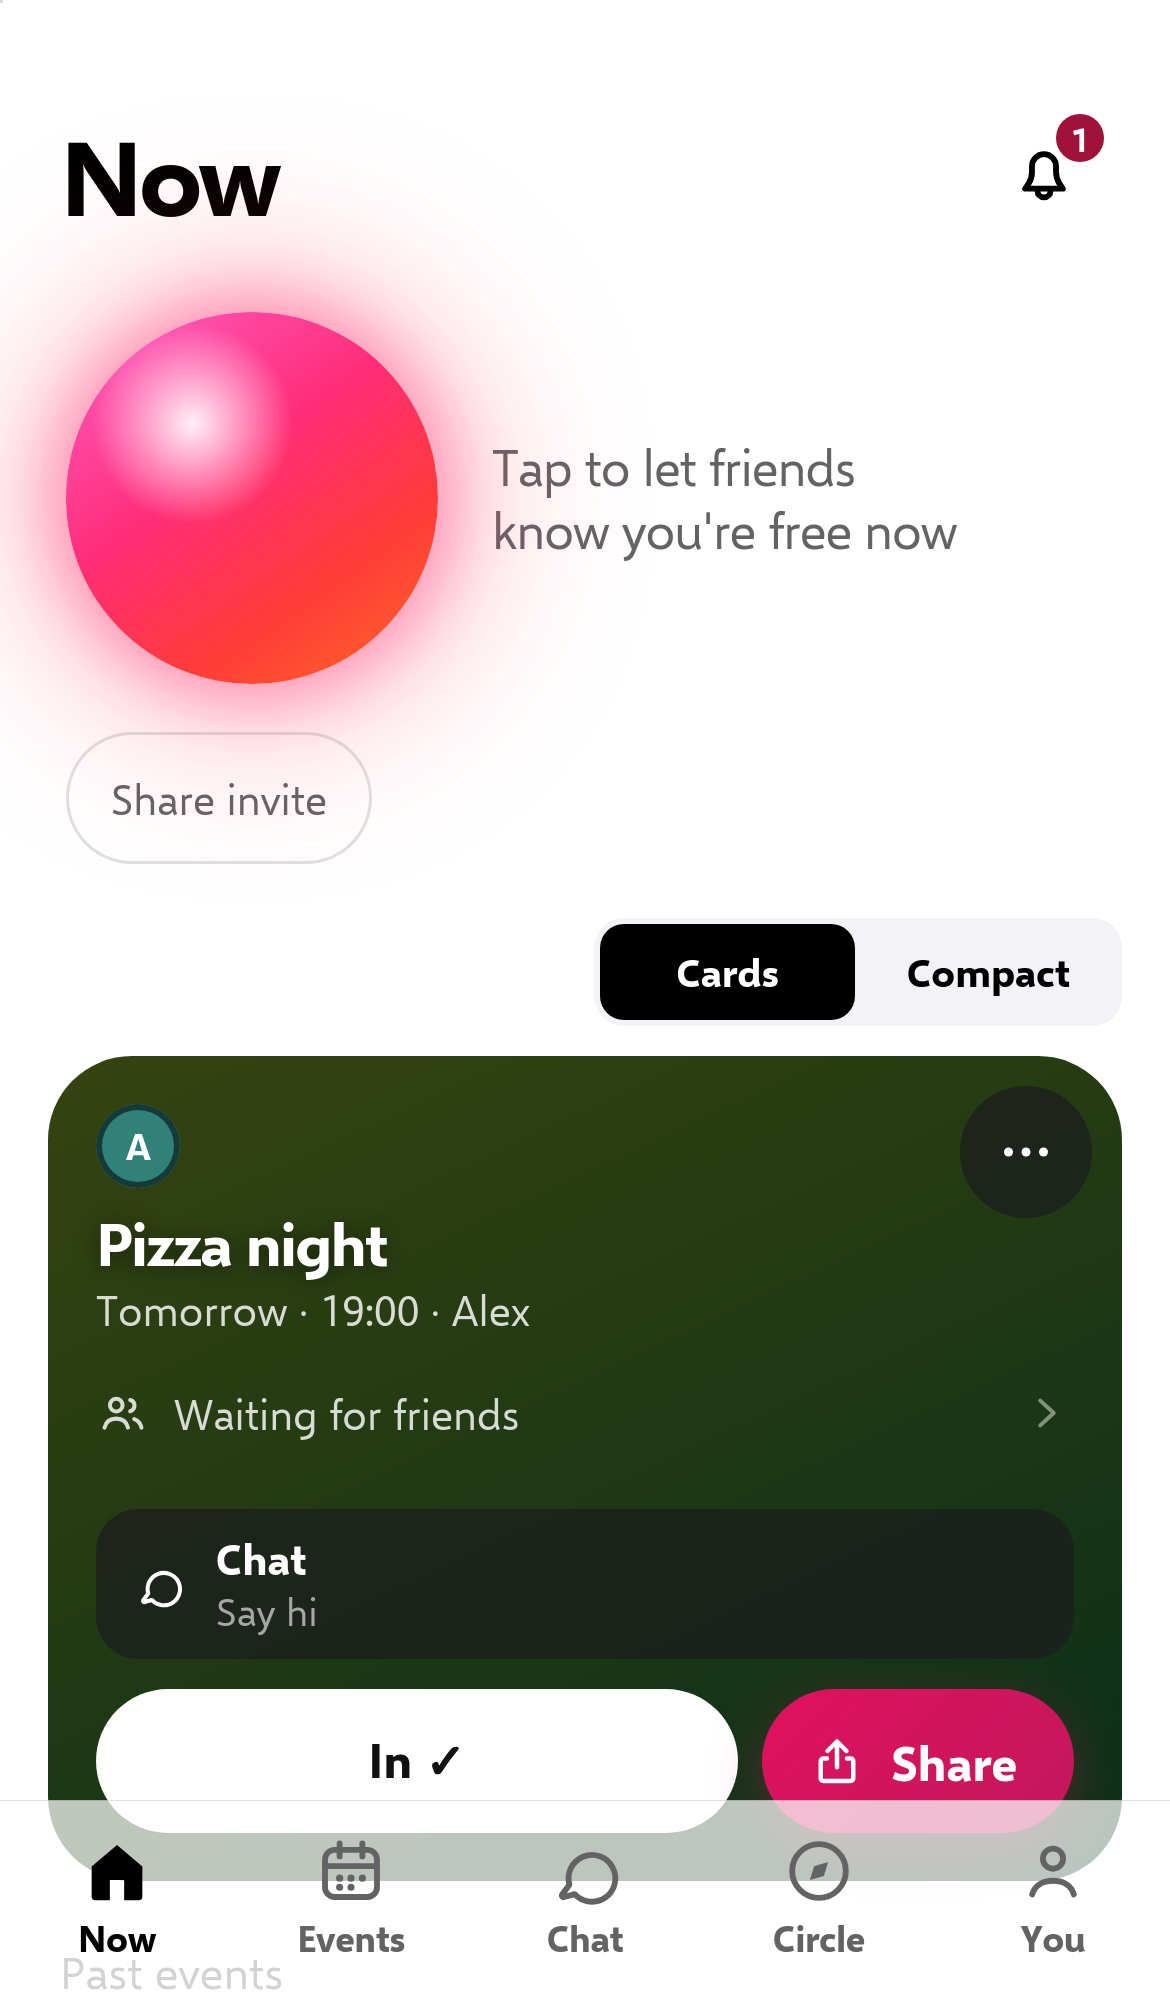 Now
1
Tap to let friends
know you're free now
Share invite
Cards
Compact
A
Pizza night
Tomorrow · 19:00 · Alex
Waiting for friends
Chat
Say hi
In ✓
Share
Now
Events
Chat
Circle
You
Past events